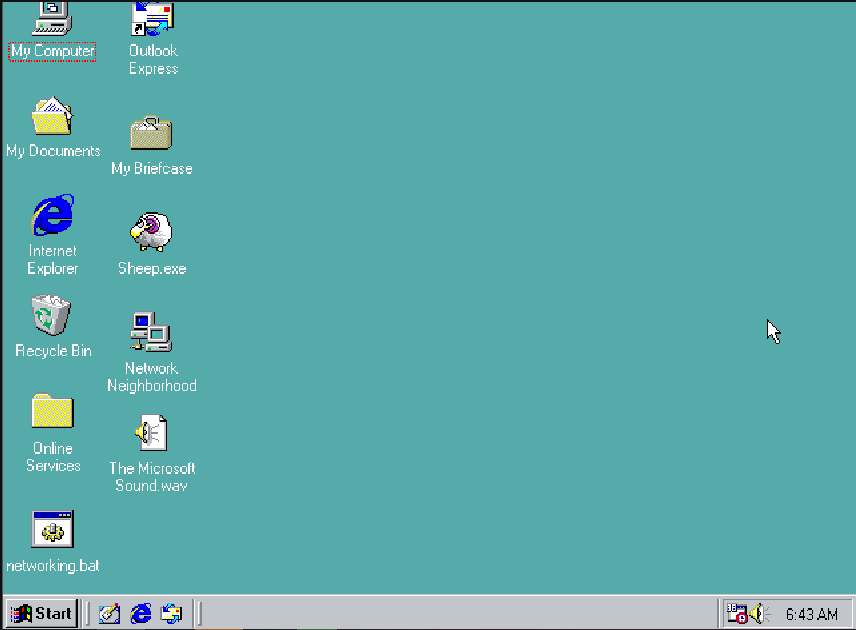 My Computer
Outlook
Express
My Documents
My Briefcase
Internet
Explorer
Sheep.exe
Recycle Bin
Network
Neighborhood
Online
Services
The Microsoft
Sound.wav
networking.bat
Start
6:43 AM